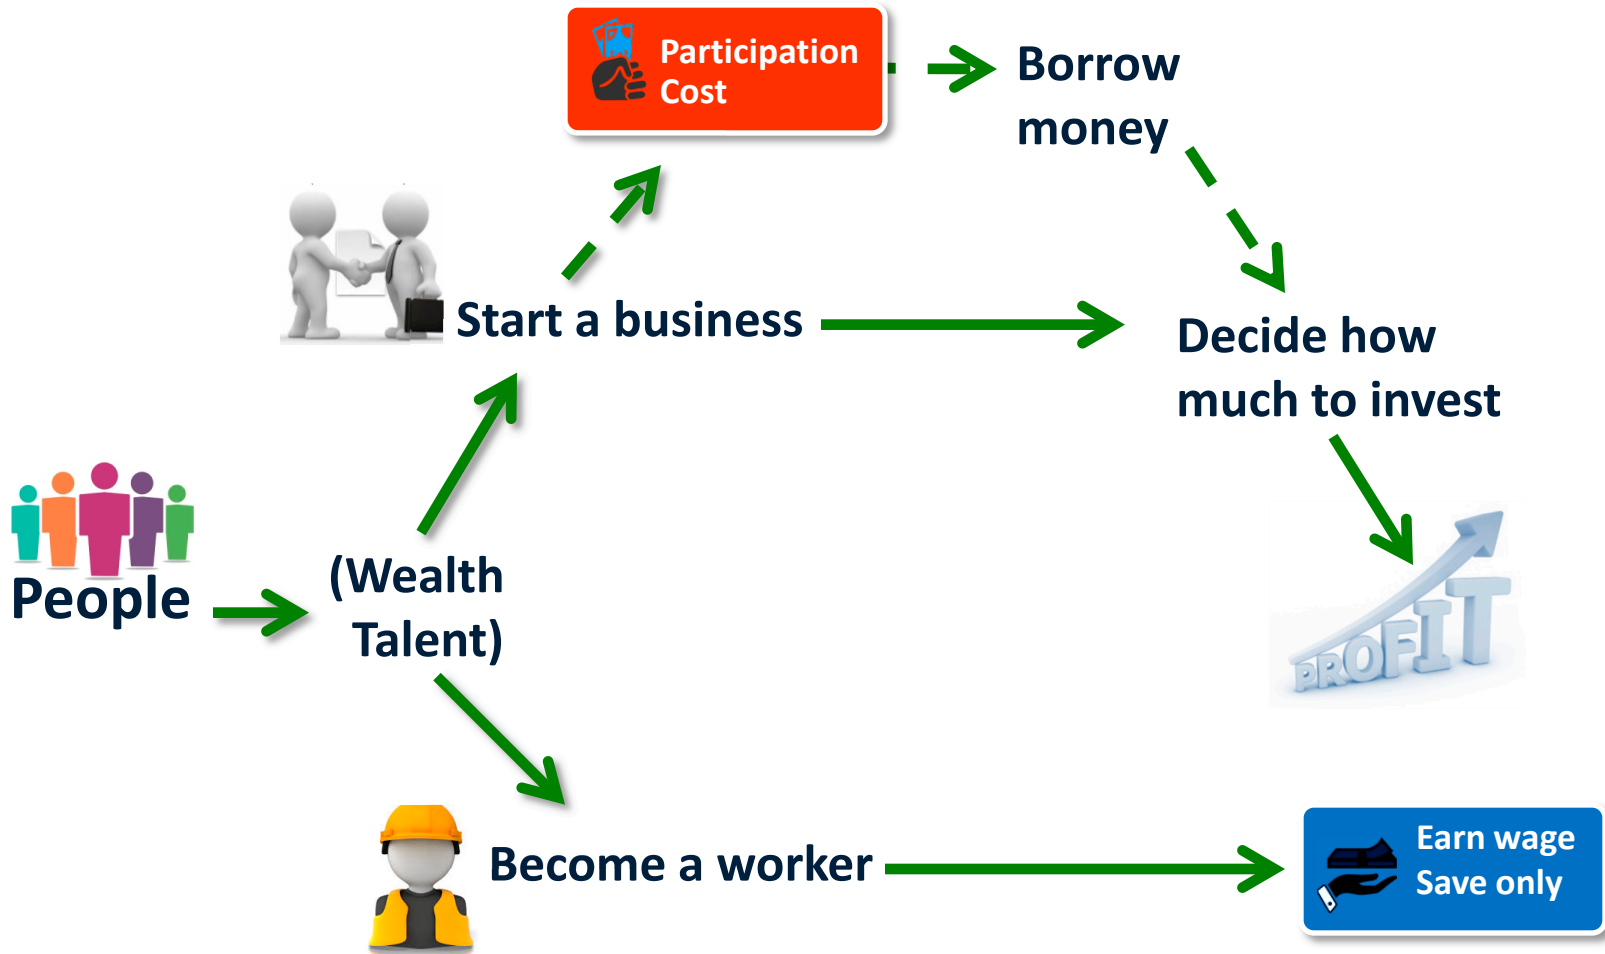 Participation
Cost
Borrow
money
Start a business
Decide how
much to invest
People
(Wealth
Talent)
PROFIT
Become a worker
Earn wage
Save only